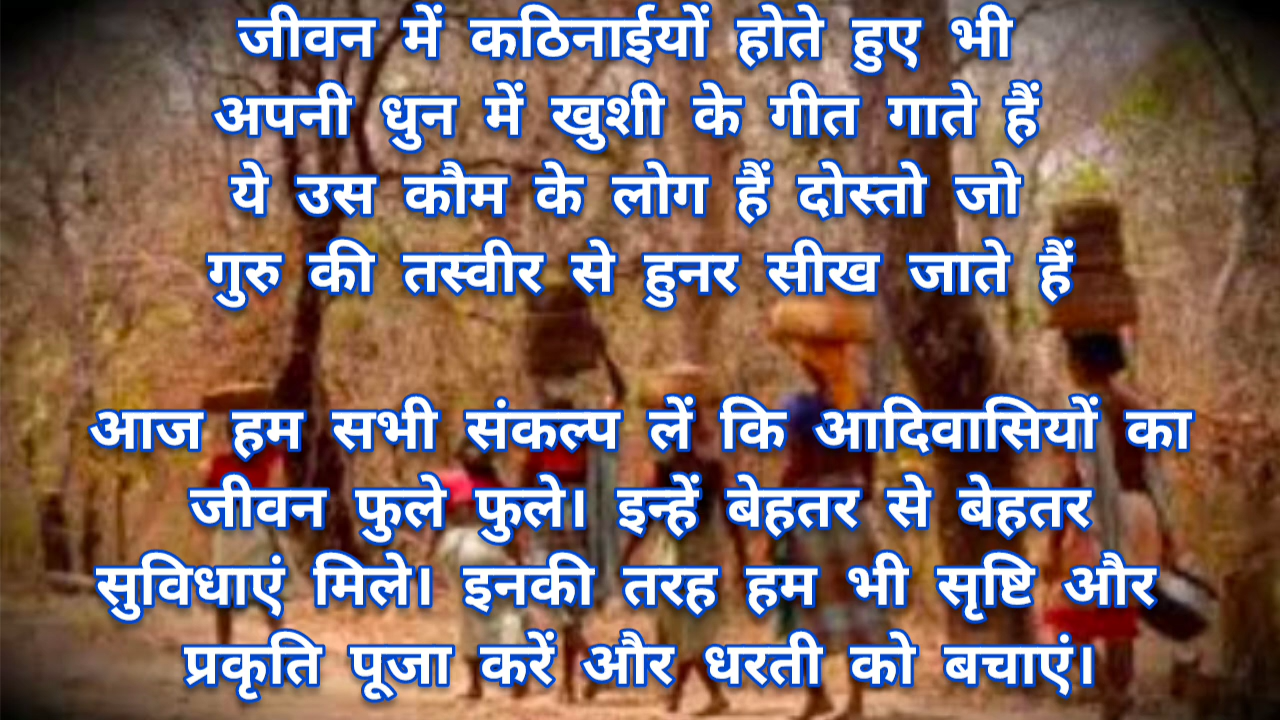 जीवन में कठिनाईयों होते हुए भी
अपनी धुन में खुशी के गीत गाते हैं
ये उस कौम के लोग हैं दोस्तो जो
गुरु की तस्वीर से हुनर सीख जाते हैं
आज हम सभी संकल्प लें कि आदिवासियों का
जीवन फुले फुले। इन्हें बेहतर से बेहतर
सुविधाएं मिले। इनकी तरह हम भी सृष्टि और
प्रकृति पूजा करें और धरती को बचाएं।